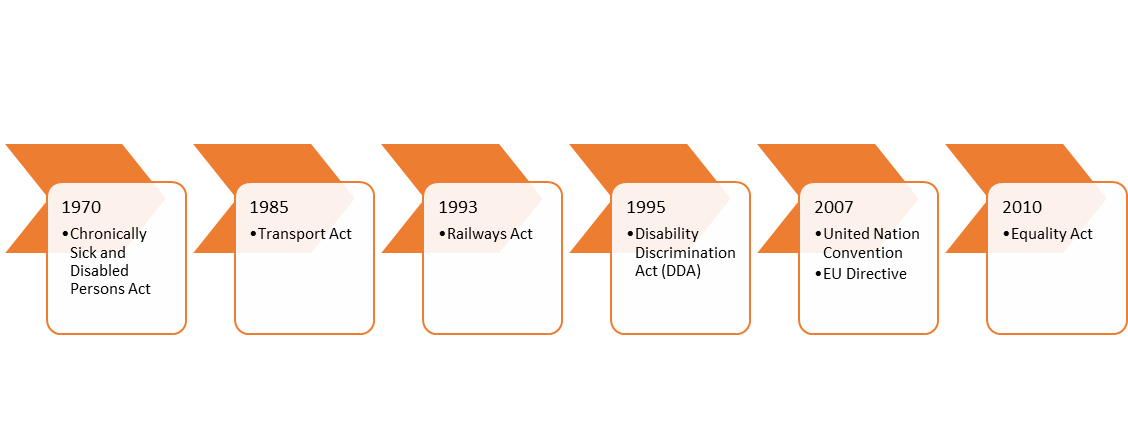 1970
•Chronically
Sick and
Disabled
Persons Act
1985
•Transport Act
1993
•Railways Act
1995
•Disability
Discrimination
Act (DDA)
2007
•United Nation
Convention
•EU Directive
2010
•Equality Act